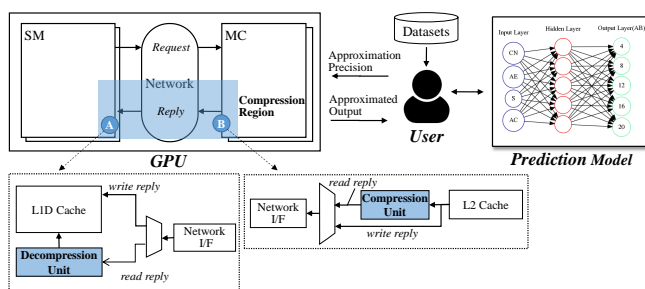 SM
MC
Request
Network
Reply
Compression
Region
A
B
GPU
Approximation
Precision
Approximated
Output
Datasets
User
Input Layer
Hidden Layer
Output Layer(AB)
CN
AE
S
AC
4
8
12
16
20
Prediction Model
L1D Cache
write reply
Decompression
Unit
Network
I/F
read reply
Network
I/F
read reply
Compression
Unit
L2 Cache
write reply